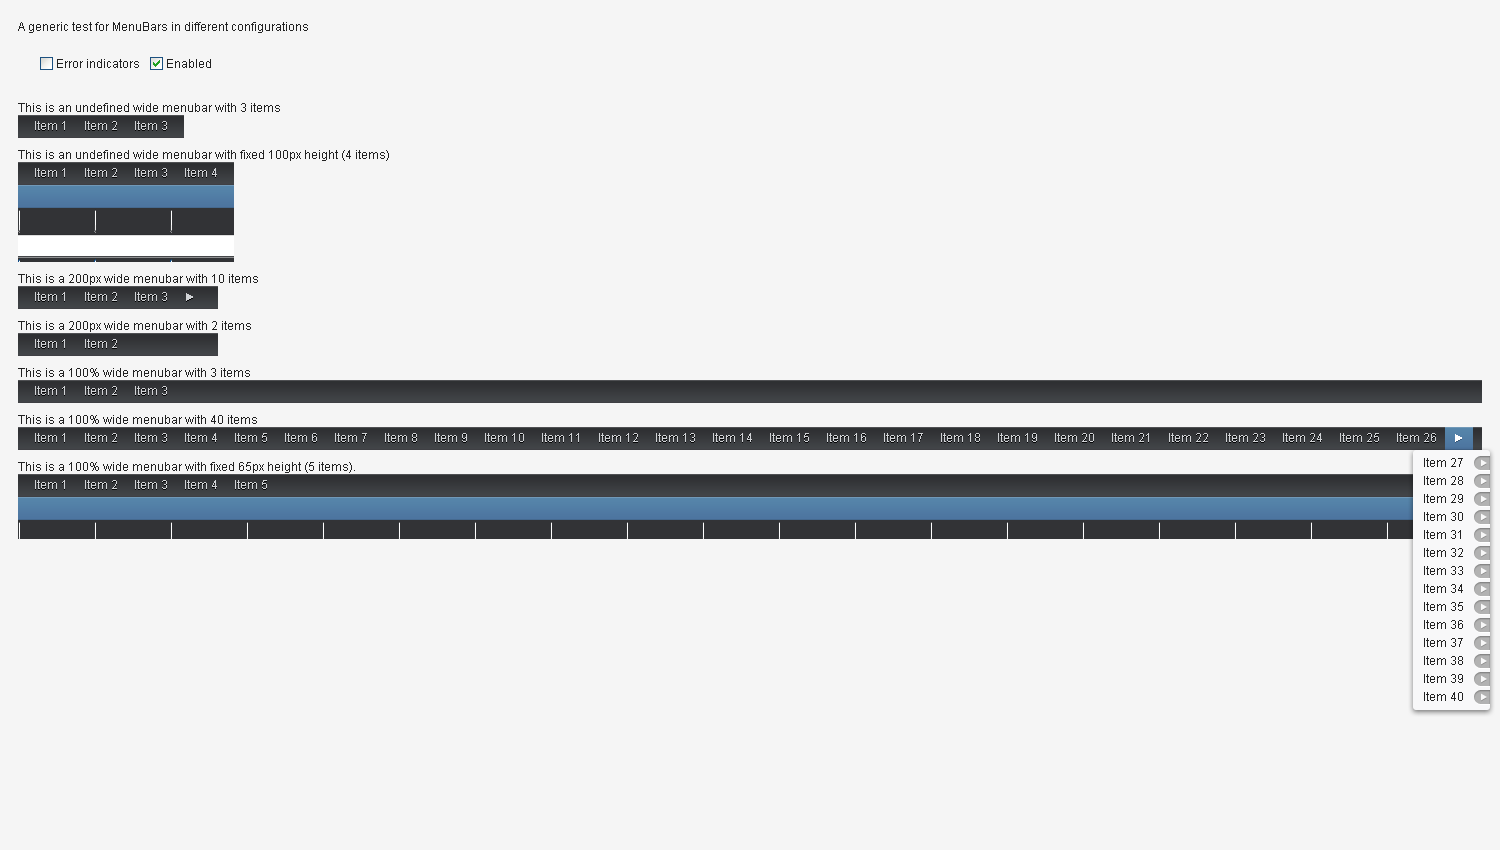 A generic test for MenuBars in different configurations
Error indicators Enabled
This is an undefined wide menubar with 3 items
Item 1 Item 2 Item 3
This is an undefined wide menubar with fixed 100px height (4 items)
Item 1 Item 2 Item 3 Item 4
This is a 200px wide menubar with 10 items
Item 1 Item 2 Item 3
This is a 200px wide menubar with 2 items
Item 1 Item 2
This is a 100% wide menubar with 3 items
Item 1 Item 2 Item 3
This is a 100% wide menubar with 40 items
Item 1 Item 2 Item 3 Item 4 Item 5 Item 6 Item 7 Item 8 Item 9 Item 10 Item 11 Item 12 Item 13 Item 14 Item 15 Item 16 Item 17 Item 18 Item 19 Item 20 Item 21 Item 22 Item 23 Item 24 Item 25 Item 26
This is a 100% wide menubar with fixed 65px height (5 items).
Item 1 Item 2 Item 3 Item 4 Item 5
Item 27
Item 28
Item 29
Item 30
Item 31
Item 32
Item 33
Item 34
Item 35
Item 36
Item 37
Item 38
Item 39
Item 40